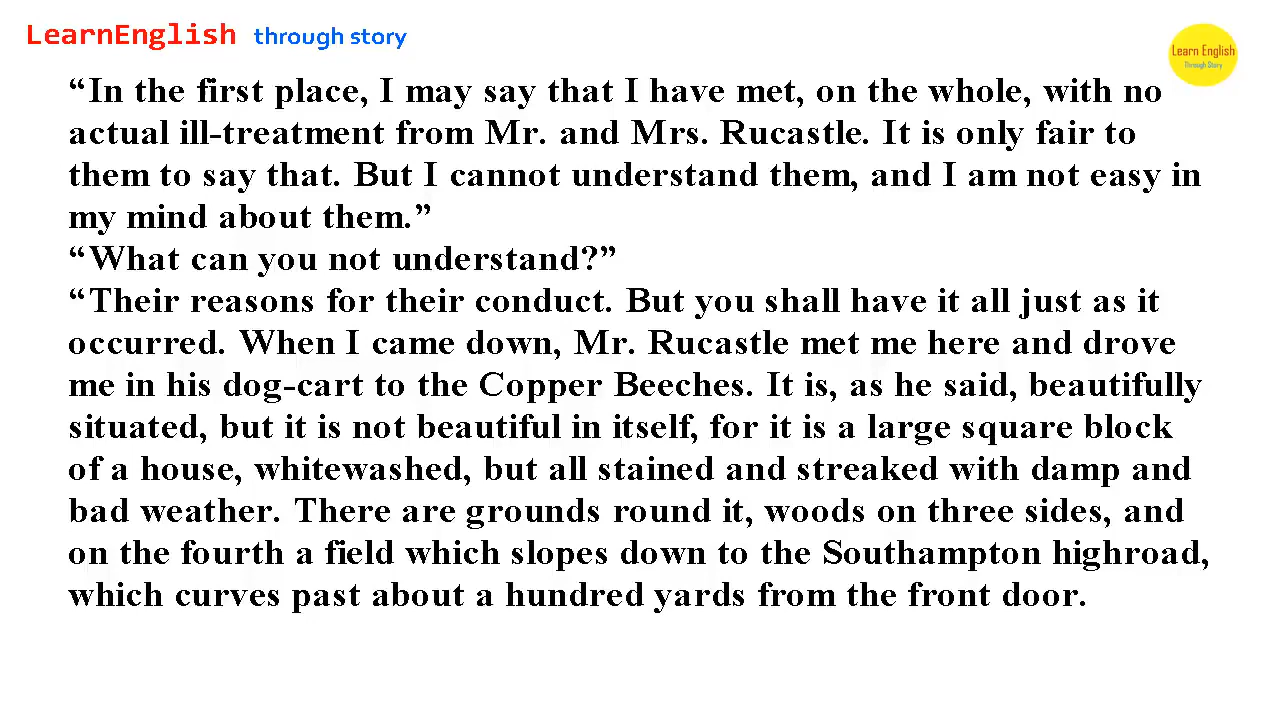 LearnEnglish through story
Learn English
Through Story
“In the first place, I may say that I have met, on the whole, with no
actual ill-treatment from Mr. and Mrs. Rucastle. It is only fair to
them to say that. But I cannot understand them, and I am not easy in
my mind about them.”
“What can you not understand?”
“Their reasons for their conduct. But you shall have it all just as it
occurred. When I came down, Mr. Rucastle met me here and drove
me in his dog-cart to the Copper Beeches. It is, as he said, beautifully
situated, but it is not beautiful in itself, for it is a large square block
of a house, whitewashed, but all stained and streaked with damp and
bad weather. There are grounds round it, woods on three sides, and
on the fourth a field which slopes down to the Southampton highroad,
which curves past about a hundred yards from the front door.